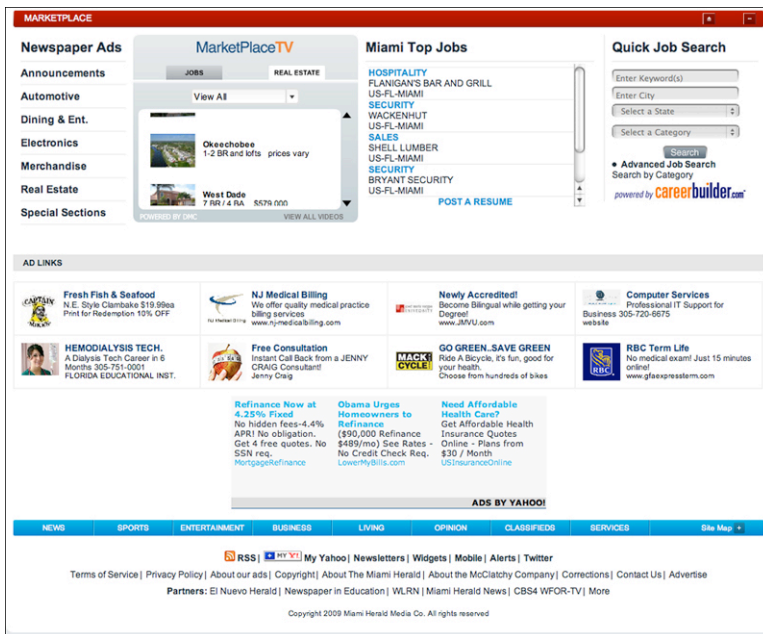 MARKETPLACE
Newspaper Ads
Announcements
Automotive
Dining & Ent.
Electronics
Merchandise
Real Estate
Special Sections
MarketPlaceTV
JOBS
REAL ESTATE
View All
Okeechobee
1-2 BR and lofts prices vary
West Dade
7 BR / 4 BA $579,000
POWERED BY DMC
VIEW ALL VIDEOS
Miami Top Jobs
HOSPITALITY
FLANIGAN'S BAR AND GRILL
US-FL-MIAMI
SECURITY
WACKENHUT
US-FL-MIAMI
SALES
SHELL LUMBER
US-FL-MIAMI
SECURITY
BRYANT SECURITY
US-FL-MIAMI
POST A RESUME
Quick Job Search
Enter Keyword(s)
Enter City
Select a State
Select a Category
Search
• Advanced Job Search
Search by Category
powered by careerbuilder.com
AD LINKS
CAPTAIN
Fresh Fish & Seafood
N.E. Style Clambake $19.99ea
Print for Redemption 10% OFF
NJ Medical Billing
NJ Medical Billing
We offer quality medical practice
billing services
www.nj-medicalbilling.com
UNIVERSITY
Newly Accredited!
Become Bilingual while getting your
Degree!
www.JMVU.com
Computer Services
Professional IT Support for
Business 305-720-6675
website
HEMODIALYSIS TECH.
A Dialysis Tech Career in 6
Months 305-751-0001
FLORIDA EDUCATIONAL INST.
Free Consultation
Instant Call Back from a JENNY
CRAIG Consultant!
Jenny Craig
MACK
CYCLE
GO GREEN..SAVE GREEN
Ride A Bicycle, it's fun, good for
your health.
Choose from hundreds of bikes
RBC
RBC Term Life
No medical exam! Just 15 minutes
online!
www.gfaexpressterm.com
Refinance Now at
4.25% Fixed
No hidden fees-4.4%
APR! No obligation.
Get 4 free quotes. No
SSN req.
MortgageRefinance
Obama Urges
Homeowners to
Refinance
($90,000 Refinance
$489/mo) See Rates -
No Credit Check Req.
LowerMyBills.com
Need Affordable
Health Care?
Get Affordable Health
Insurance Quotes
Online - Plans from
$30 / Month
USInsuranceOnline
ADS BY YAHOO!
NEWS SPORTS ENTERTAINMENT BUSINESS LIVING OPINION CLASSIFIEDS SERVICES Site Map +
RSS | + MY Y! My Yahoo | Newsletters | Widgets | Mobile | Alerts | Twitter
Terms of Service | Privacy Policy | About our ads | Copyright | About The Miami Herald | About the McClatchy Company | Corrections | Contact Us | Advertise
Partners: El Nuevo Herald | Newspaper in Education | WLRN | Miami Herald News | CBS4 WFOR-TV | More
Copyright 2009 Miami Herald Media Co. All rights reserved